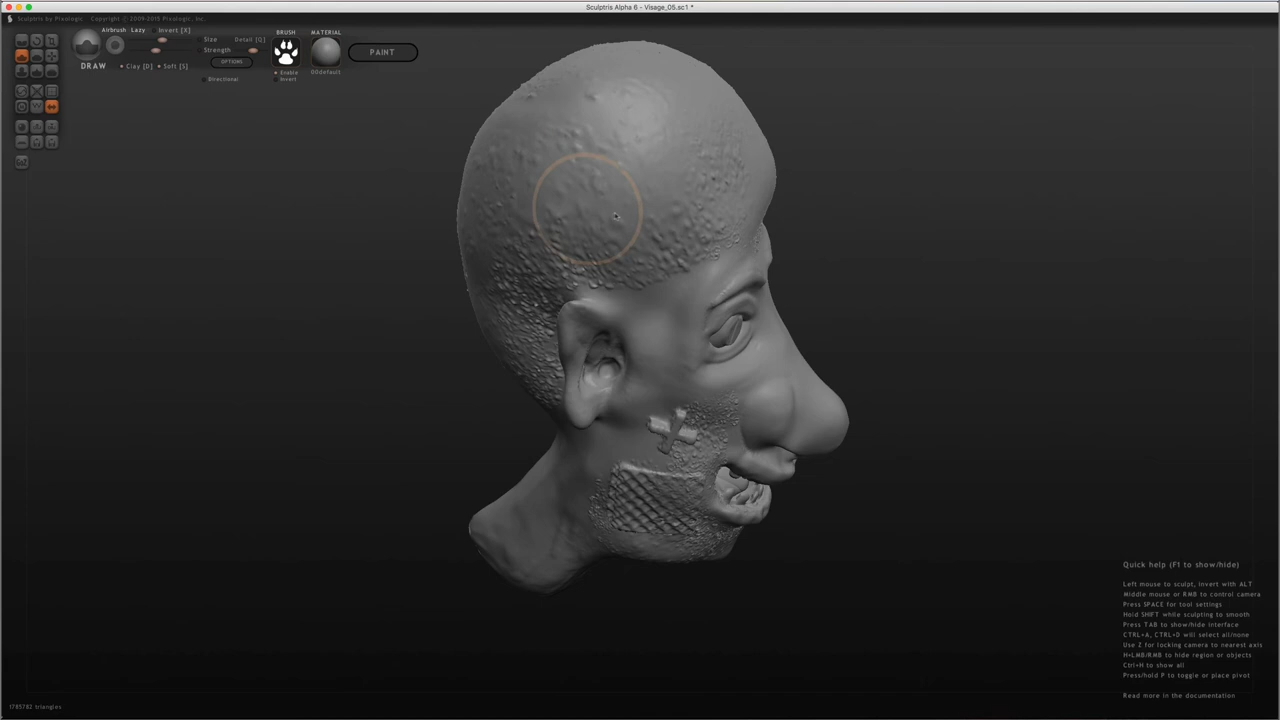 Sculptris Alpha 6 - Visage_05.sc1 *
Sculptris by Pixologic   Copyright © 2009-2015 Pixologic, Inc.
Airbrush Lazy Invert [X]
Size Detail [Q]
Strength
OPTIONS
DRAW
Clay [D] Soft [S]
Directional
BRUSH
Enable
Invert
MATERIAL
00default
PAINT
Quick help (F1 to show/hide)
Left mouse to sculpt, invert with ALT
Middle mouse or RMB to control camera
Press SPACE for tool settings
Hold SHIFT while sculpting to smooth
Press TAB to show/hide interface
CTRL+A, CTRL+D will select all/none
Use Z for locking camera to nearest axis
H+LMB/RMB to hide region or objects
Ctrl+H to show all
Press/hold P to toggle or place pivot
Read more in the documentation
1785782 triangles